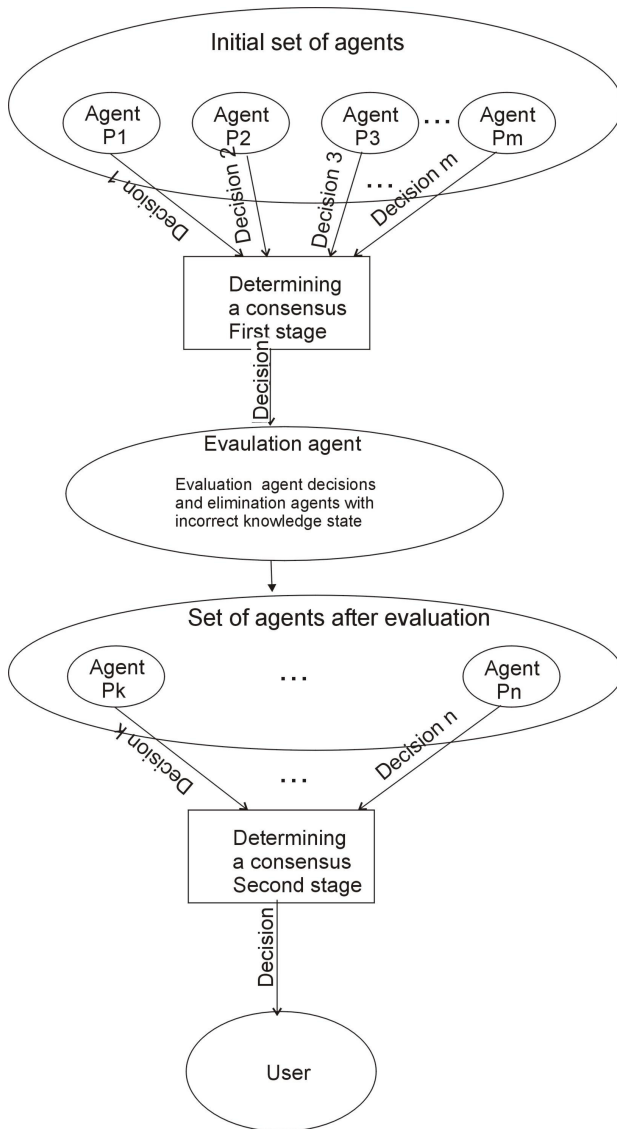 Initial set of agents
Agent
P1
Agent
P2
Agent
P3
...
Agent
Pm
Decision 1
Decision 2
Decision 3
...
Decision m
Determining
a consensus
First stage
Decision
Evaulation agent
Evaluation agent decisions
and elimination agents with
incorrect knowledge state
Set of agents after evaluation
Agent
Pk
...
Agent
Pn
Decision k
...
Decision n
Determining
a consensus
Second stage
Decision
User